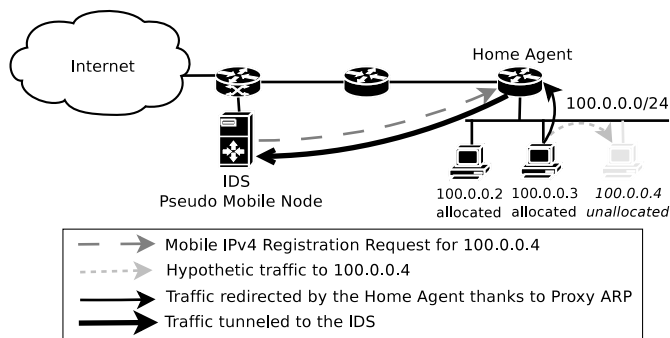 Home Agent
Internet
100.0.0.0/24
IDS
Pseudo Mobile Node
100.0.0.2 100.0.0.3 100.0.0.4
allocated allocated unallocated
Mobile IPv4 Registration Request for 100.0.0.4
Hypothetic traffic to 100.0.0.4
Traffic redirected by the Home Agent thanks to Proxy ARP
Traffic tunneled to the IDS